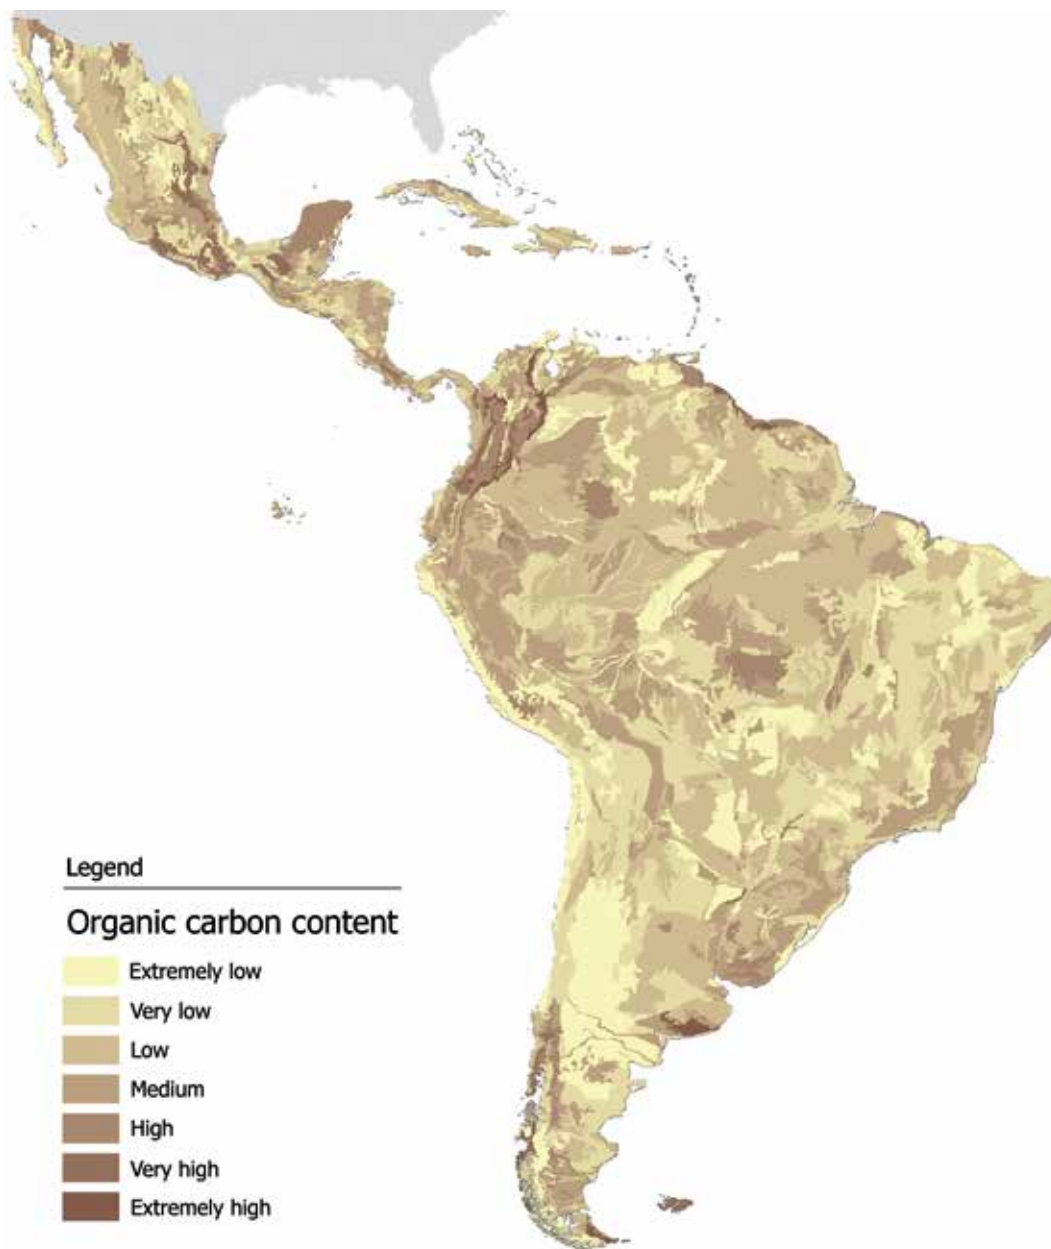 Legend
Organic carbon content
Extremely low
Very low
Low
Medium
High
Very high
Extremely high